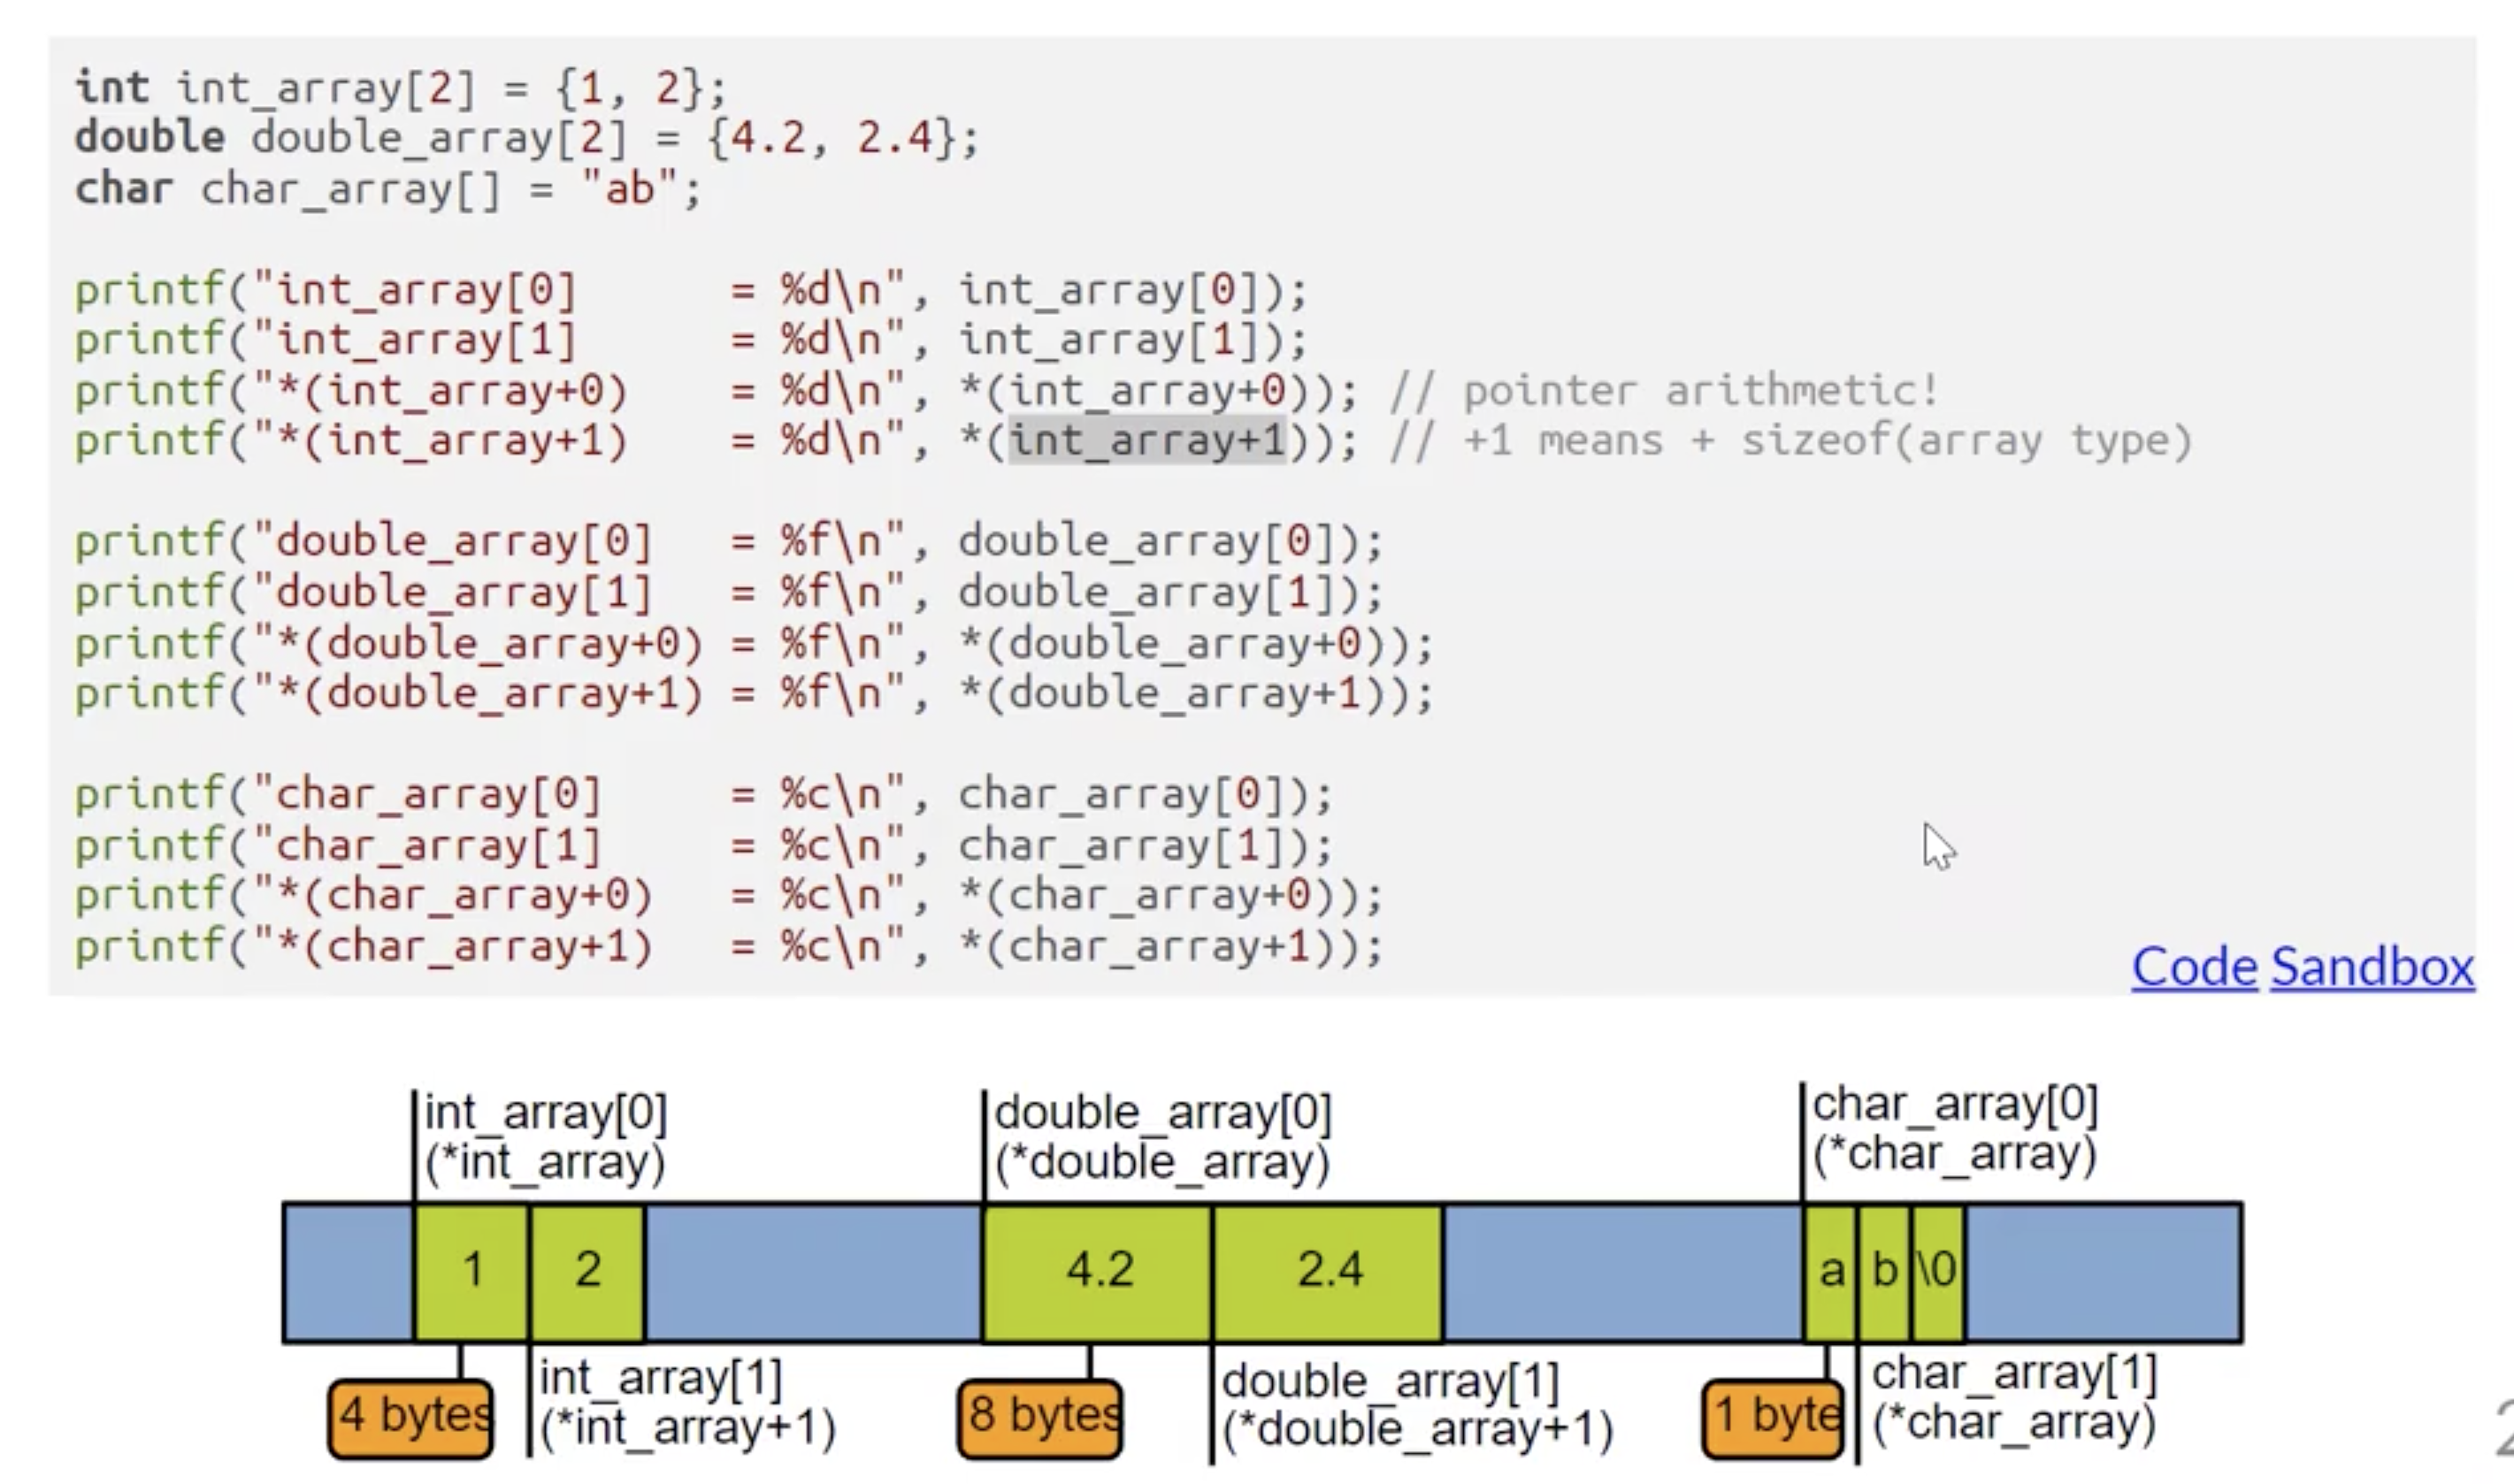 int int_array[2] = {1, 2};
double double_array[2] = {4.2, 2.4};
char char_array[] = "ab";
printf("int_array[0]      = %d\n", int_array[0]);
printf("int_array[1]      = %d\n", int_array[1]);
printf("*(int_array+0)    = %d\n", *(int_array+0)); // pointer arithmetic!
printf("*(int_array+1)    = %d\n", *(int_array+1)); // +1 means + sizeof(array type)
printf("double_array[0]   = %f\n", double_array[0]);
printf("double_array[1]   = %f\n", double_array[1]);
printf("*(double_array+0) = %f\n", *(double_array+0));
printf("*(double_array+1) = %f\n", *(double_array+1));
printf("char_array[0]     = %c\n", char_array[0]);
printf("char_array[1]     = %c\n", char_array[1]);
printf("*(char_array+0)   = %c\n", *(char_array+0));
printf("*(char_array+1)   = %c\n", *(char_array+1));
Code Sandbox
int_array[0]
(*int_array)
double_array[0]
(*double_array)
char_array[0]
(*char_array)
1 2 4.2 2.4 a b \0
4 bytes
int_array[1]
(*int_array+1)
8 bytes
double_array[1]
(*double_array+1)
1 byte
char_array[1]
(*char_array)